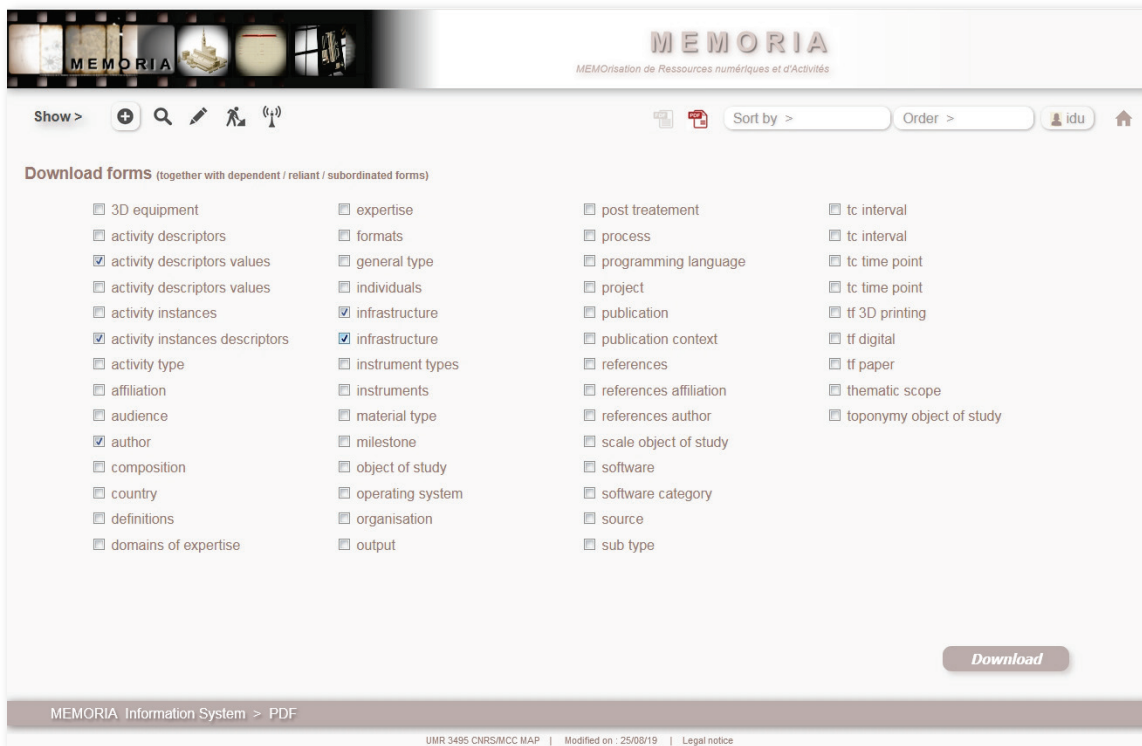 MEMORIA
MEMORIA
MEMOrisation de Ressources numériques et d'Activités
Show >
Sort by >
Order >
idu
Download forms (together with dependent / reliant / subordinated forms)
3D equipment
activity descriptors
activity descriptors values
activity descriptors values
activity instances
activity instances descriptors
activity type
affiliation
audience
author
composition
country
definitions
domains of expertise
expertise
formats
general type
individuals
infrastructure
infrastructure
instrument types
instruments
material type
milestone
object of study
operating system
organisation
output
post treatement
process
programming language
project
publication
publication context
references
references affiliation
references author
scale object of study
software
software category
source
sub type
tc interval
tc interval
tc time point
tc time point
tf 3D printing
tf digital
tf paper
thematic scope
toponymy object of study
Download
MEMORIA Information System > PDF
UMR 3495 CNRS/MCC MAP | Modified on : 25/08/19 | Legal notice